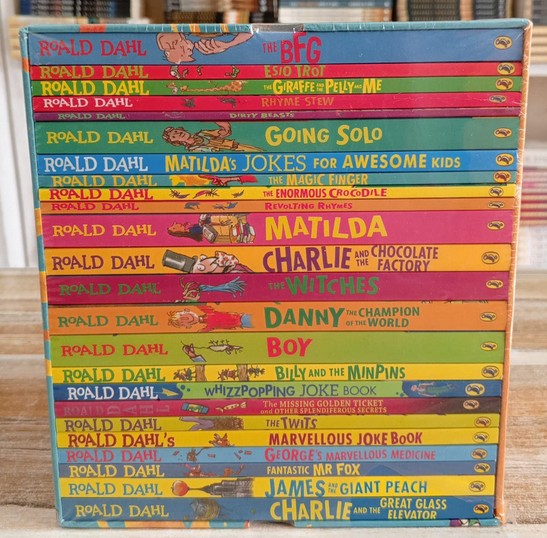 ROALD DAHL THE BFG
ROALD DAHL ESIO TROT
ROALD DAHL THE GIRAFFE AND THE PELLY AND ME
ROALD DAHL RHYME STEW
ROALD DAHL DIRTY BEASTS
ROALD DAHL GOING SOLO
ROALD DAHL MATILDA'S JOKES FOR AWESOME KIDS
ROALD DAHL THE MAGIC FINGER
ROALD DAHL THE ENORMOUS CROCODILE
ROALD DAHL REVOLTING RHYMES
ROALD DAHL MATILDA
ROALD DAHL CHARLIE AND THE CHOCOLATE FACTORY
ROALD DAHL THE WITCHES
ROALD DAHL DANNY THE CHAMPION OF THE WORLD
ROALD DAHL BOY
ROALD DAHL BILLY AND THE MINPINS
ROALD DAHL WHIZZPOPPING JOKE BOOK
ROALD DAHL The MISSING GOLDEN TICKET and OTHER SPLENDIFEROUS SECRETS
ROALD DAHL THE TWITS
ROALD DAHL'S MARVELLOUS JOKE BOOK
ROALD DAHL GEORGE'S MARVELLOUS MEDICINE
ROALD DAHL FANTASTIC MR FOX
ROALD DAHL JAMES AND THE GIANT PEACH
ROALD DAHL CHARLIE AND THE GREAT GLASS ELEVATOR